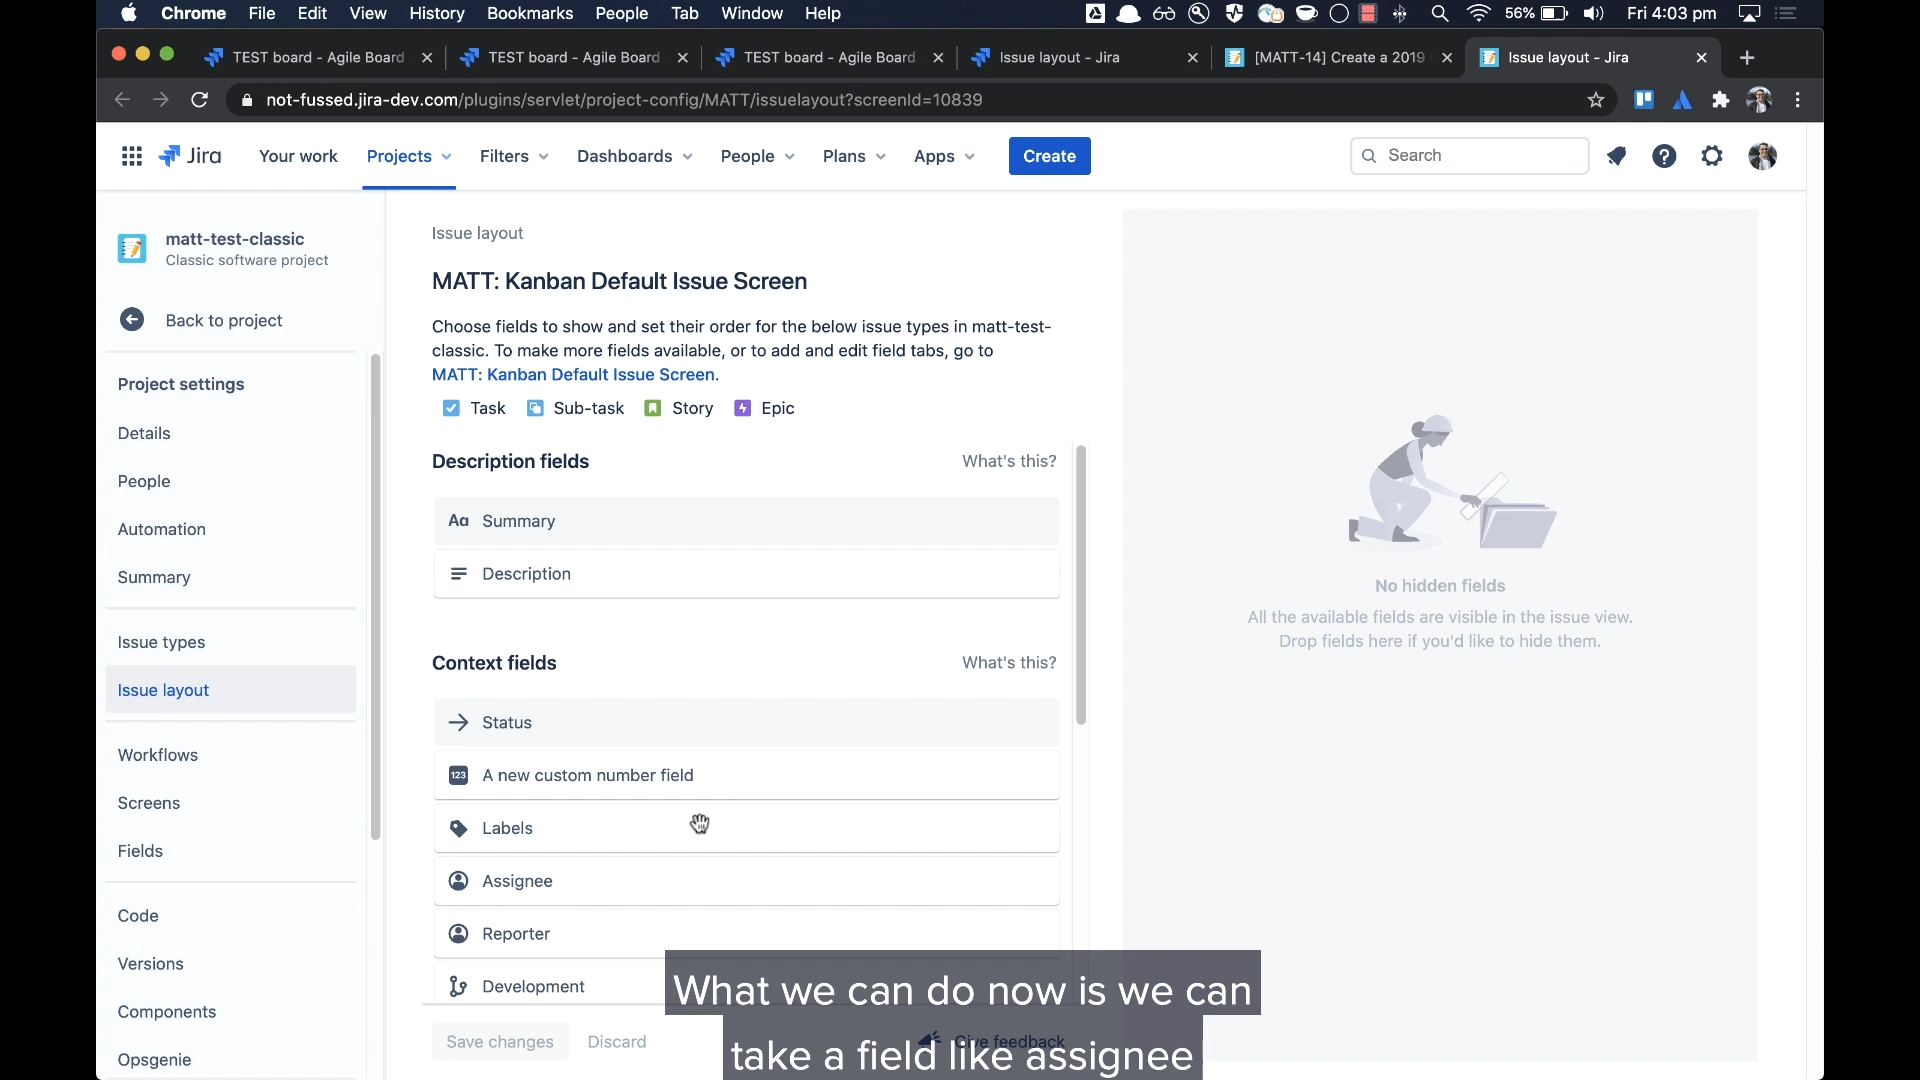 Chrome File Edit View History Bookmarks People Tab Window Help 56% Fri 4:03 pm
TEST board - Agile Board TEST board - Agile Board TEST board - Agile Board Issue layout - Jira [MATT-14] Create a 2019 Issue layout - Jira
not-fussed.jira-dev.com/plugins/servlet/project-config/MATT/issuelayout?screenId=10839
Jira Your work Projects Filters Dashboards People Plans Apps Create Search
matt-test-classic
Classic software project
Back to project
Project settings
Details
People
Automation
Summary
Issue types
Issue layout
Workflows
Screens
Fields
Code
Versions
Components
Opsgenie
Issue layout
MATT: Kanban Default Issue Screen
Choose fields to show and set their order for the below issue types in matt-test-
classic. To make more fields available, or to add and edit field tabs, go to
MATT: Kanban Default Issue Screen.
Task Sub-task Story Epic
Description fields What's this?
Aa Summary
Description
Context fields What's this?
Status
123 A new custom number field
Labels
Assignee
Reporter
Development
Save changes Discard Give feedback
No hidden fields
All the available fields are visible in the issue view.
Drop fields here if you'd like to hide them.
What we can do now is we can
take a field like assignee